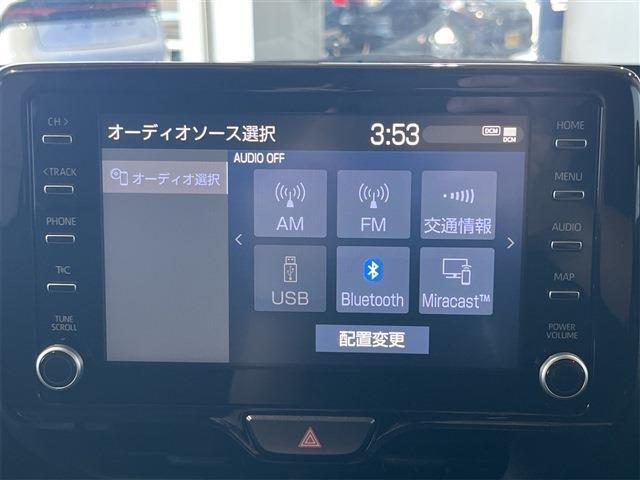 CH >
<TRACK
PHONE
T&C
TUNE
SCROLL
オーディオソース選択
3:53
DCM
DCM
オーディオ選択
AUDIO OFF
AM
FM
交通情報
USB
Bluetooth
Miracast™
配置変更
HOME
MENU
AUDIO
MAP
POWER
VOLUME